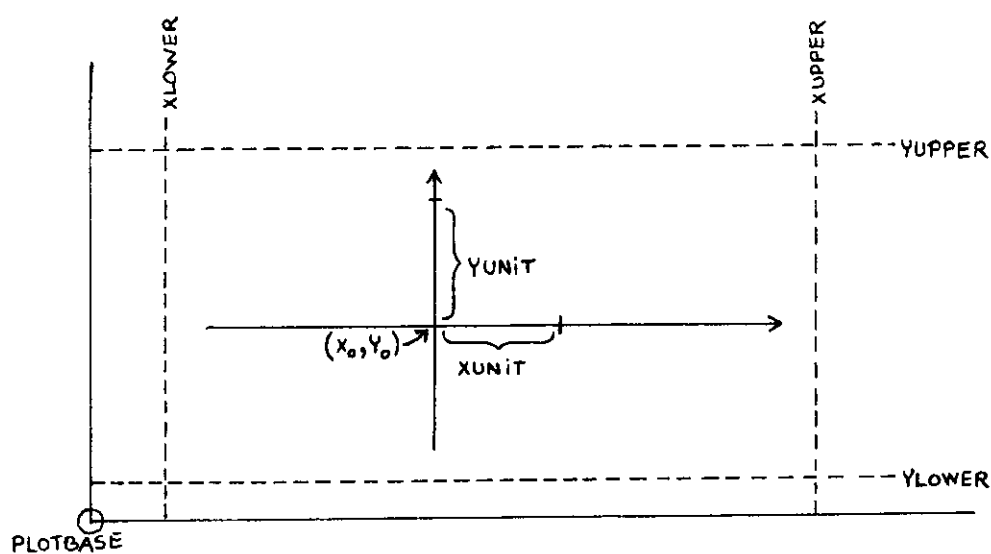 XLOWER
XUPPER
YUPPER
YUNiT
(X₀,Y₀)
XUNiT
YLOWER
PLOTBASE